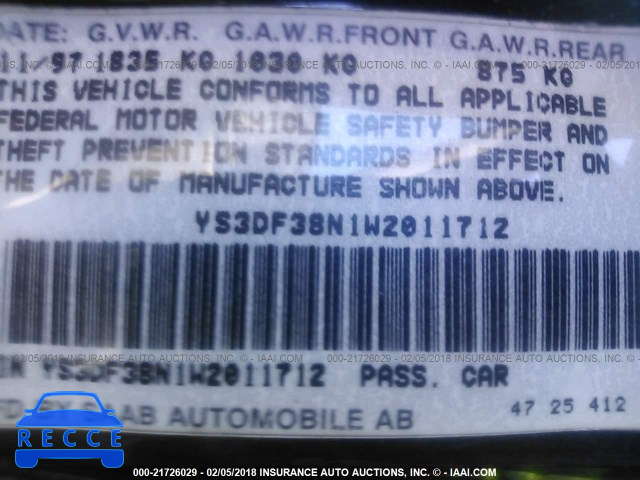 DATE: G.V.W.R. G.A.W.R.FRONT G.A.W.R.REAR
11/97 1835 KG 1030 KG 875 KG
THIS VEHICLE CONFORMS TO ALL APPLICABLE
FEDERAL MOTOR VEHICLE SAFETY BUMPER AND
THEFT PREVENTION STANDARDS IN EFFECT ON
THE DATE OF MANUFACTURE SHOWN ABOVE.
YS3DF38N1W2011712
YS3DF38N1W2011712 PASS. CAR
BY SAAB AUTOMOBILE AB
47 25 412
RECCE
000-21726029 - 02/05/2018 INSURANCE AUTO AUCTIONS, INC. © - IAAI.COM